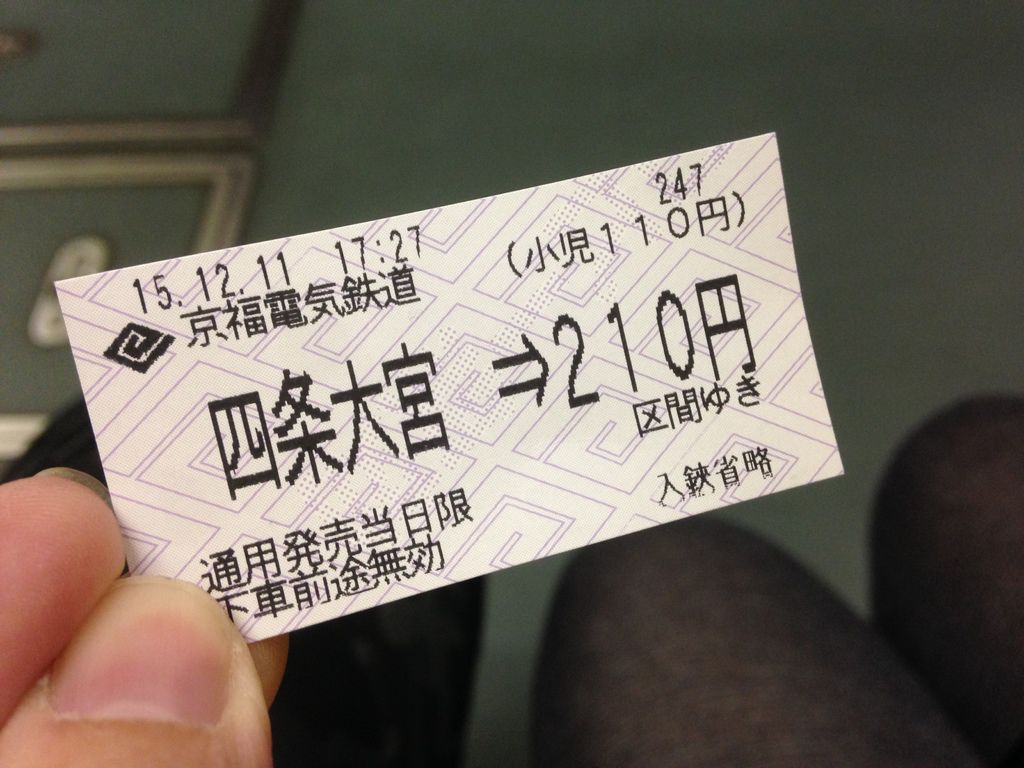 247
15.12.11 17:27 (小児110円)
京福電気鉄道
四条大宮 ⇒210円
区間ゆき
通用発売当日限 入鋏省略
下車前途無効